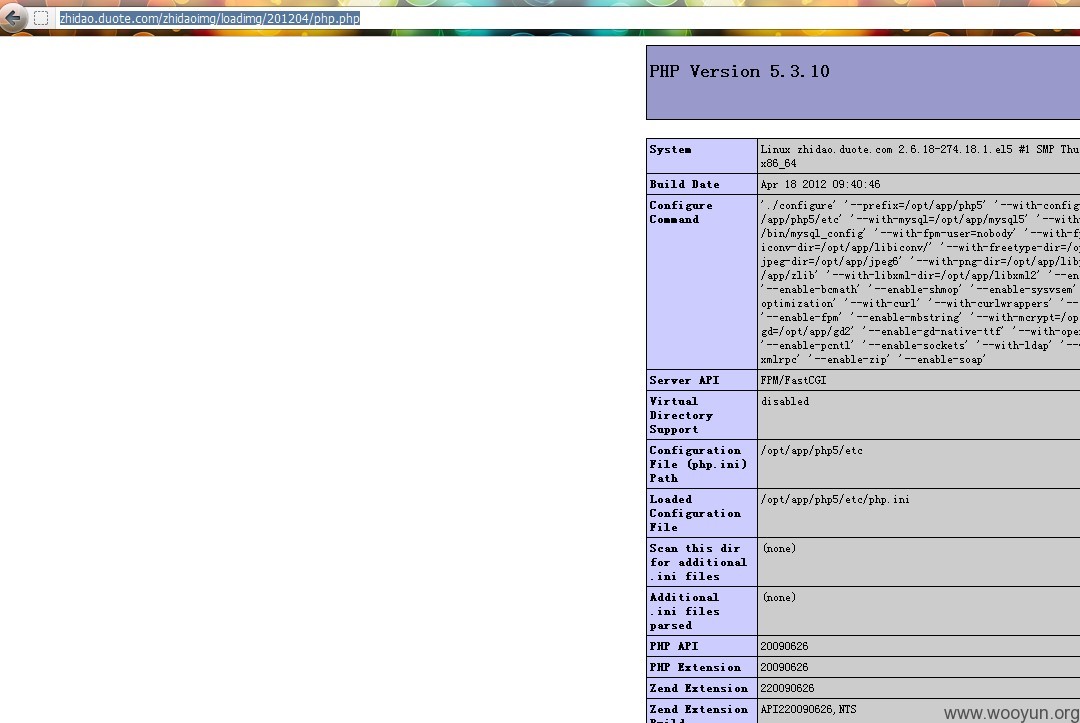 zhidao.duote.com/zhidaoimg/loadimg/201204/php.php
PHP Version 5.3.10
System
Linux zhidao.duote.com 2.6.18-274.18.1.el5 #1 SMP Thu
x86_64
Build Date
Apr 18 2012 09:40:46
Configure
Command
'./configure' '--prefix=/opt/app/php5' '--with-config
/app/php5/etc' '--with-mysql=/opt/app/mysql5' '--with
/bin/mysql_config' '--with-fpm-user=nobody' '--with-f
iconv-dir=/opt/app/libiconv/' '--with-freetype-dir=/o
jpeg-dir=/opt/app/jpeg6' '--with-png-dir=/opt/app/lib
/app/zlib' '--with-libxml-dir=/opt/app/libxml2' '--en
'--enable-bcmath' '--enable-shmop' '--enable-sysvsem'
optimization' '--with-curl' '--with-curlwrappers' '--
'--enable-fpm' '--enable-mbstring' '--with-mcrypt=/op
gd=/opt/app/gd2' '--enable-gd-native-ttf' '--with-ope
'--enable-pcntl' '--enable-sockets' '--with-ldap' '--
xmlrpc' '--enable-zip' '--enable-soap'
Server API
FPM/FastCGI
Virtual
Directory
Support
disabled
Configuration
File (php.ini)
Path
/opt/app/php5/etc
Loaded
Configuration
File
/opt/app/php5/etc/php.ini
Scan this dir
for additional
.ini files
(none)
Additional
.ini files
parsed
(none)
PHP API
20090626
PHP Extension
20090626
Zend Extension
220090626
Zend Extension
Build
API220090626,NTS
www.wooyun.org